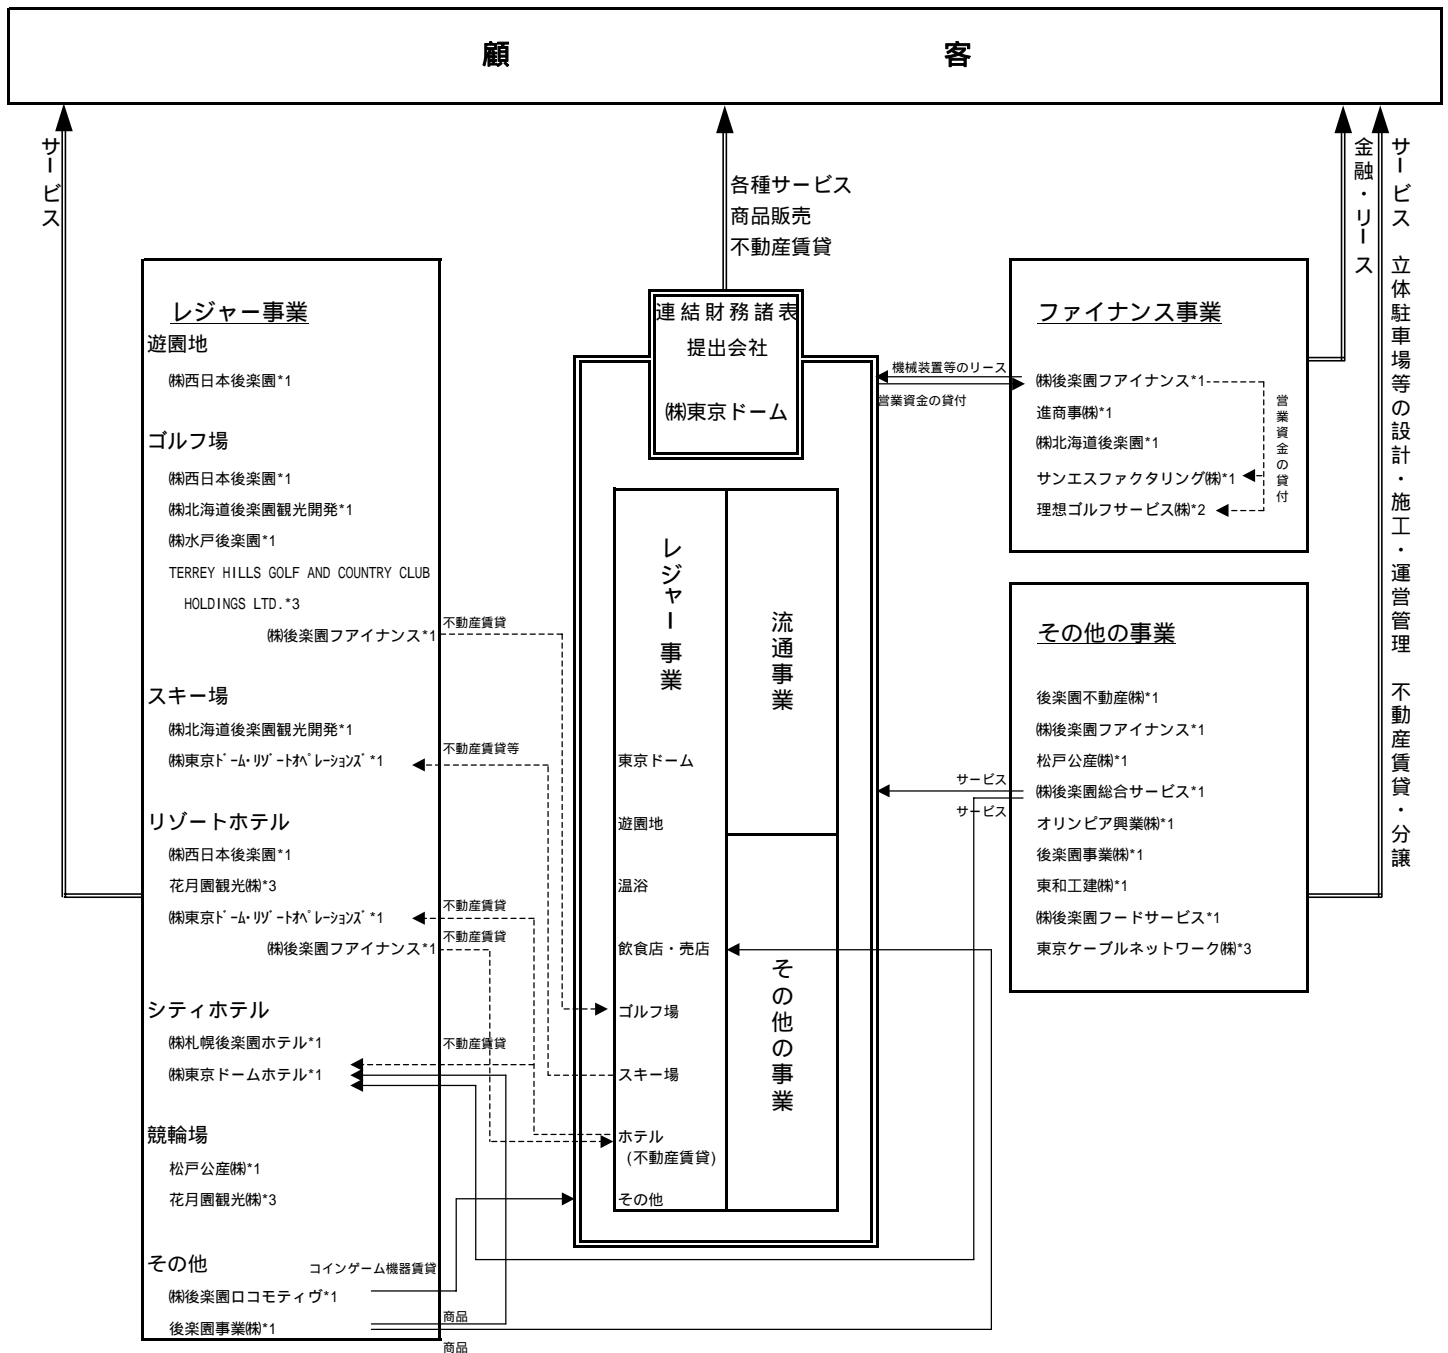 顧客
サービス
各種サービス
商品販売
不動産賃貸
金融・リース
サービス 立体駐車場等の設計・施工・運営管理 不動産賃貸・分譲
レジャー事業
遊園地
㈱西日本後楽園*1
ゴルフ場
㈱西日本後楽園*1
㈱北海道後楽園観光開発*1
㈱水戸後楽園*1
TERREY HILLS GOLF AND COUNTRY CLUB
HOLDINGS LTD.*3
㈱後楽園フアイナンス*1
不動産賃貸
スキー場
㈱北海道後楽園観光開発*1
㈱東京ﾄﾞｰﾑ・ﾘｿﾞｰﾄｵﾍﾟﾚｰｼｮﾝｽﾞ*1
不動産賃貸等
リゾートホテル
㈱西日本後楽園*1
花月園観光㈱*3
㈱東京ﾄﾞｰﾑ・ﾘｿﾞｰﾄｵﾍﾟﾚｰｼｮﾝｽﾞ*1
不動産賃貸
㈱後楽園フアイナンス*1
不動産賃貸
シティホテル
㈱札幌後楽園ホテル*1
不動産賃貸
㈱東京ドームホテル*1
競輪場
松戸公産㈱*1
花月園観光㈱*3
その他
コインゲーム機器賃貸
㈱後楽園ロコモティヴ*1
商品
後楽園事業㈱*1
商品
連結財務諸表
提出会社
㈱東京ドーム
レジャー事業
流通事業
東京ドーム
遊園地
温浴
飲食店・売店
ゴルフ場
スキー場
ホテル
(不動産賃貸)
その他
その他の事業
機械装置等のリース
営業資金の貸付
ファイナンス事業
㈱後楽園フアイナンス*1
進商事㈱*1
㈱北海道後楽園*1
サンエスファクタリング㈱*1
理想ゴルフサービス㈱*2
営業資金の貸付
サービス
サービス
その他の事業
後楽園不動産㈱*1
㈱後楽園フアイナンス*1
松戸公産㈱*1
㈱後楽園総合サービス*1
オリンピア興業㈱*1
後楽園事業㈱*1
東和工建㈱*1
㈱後楽園フードサービス*1
東京ケーブルネットワーク㈱*3